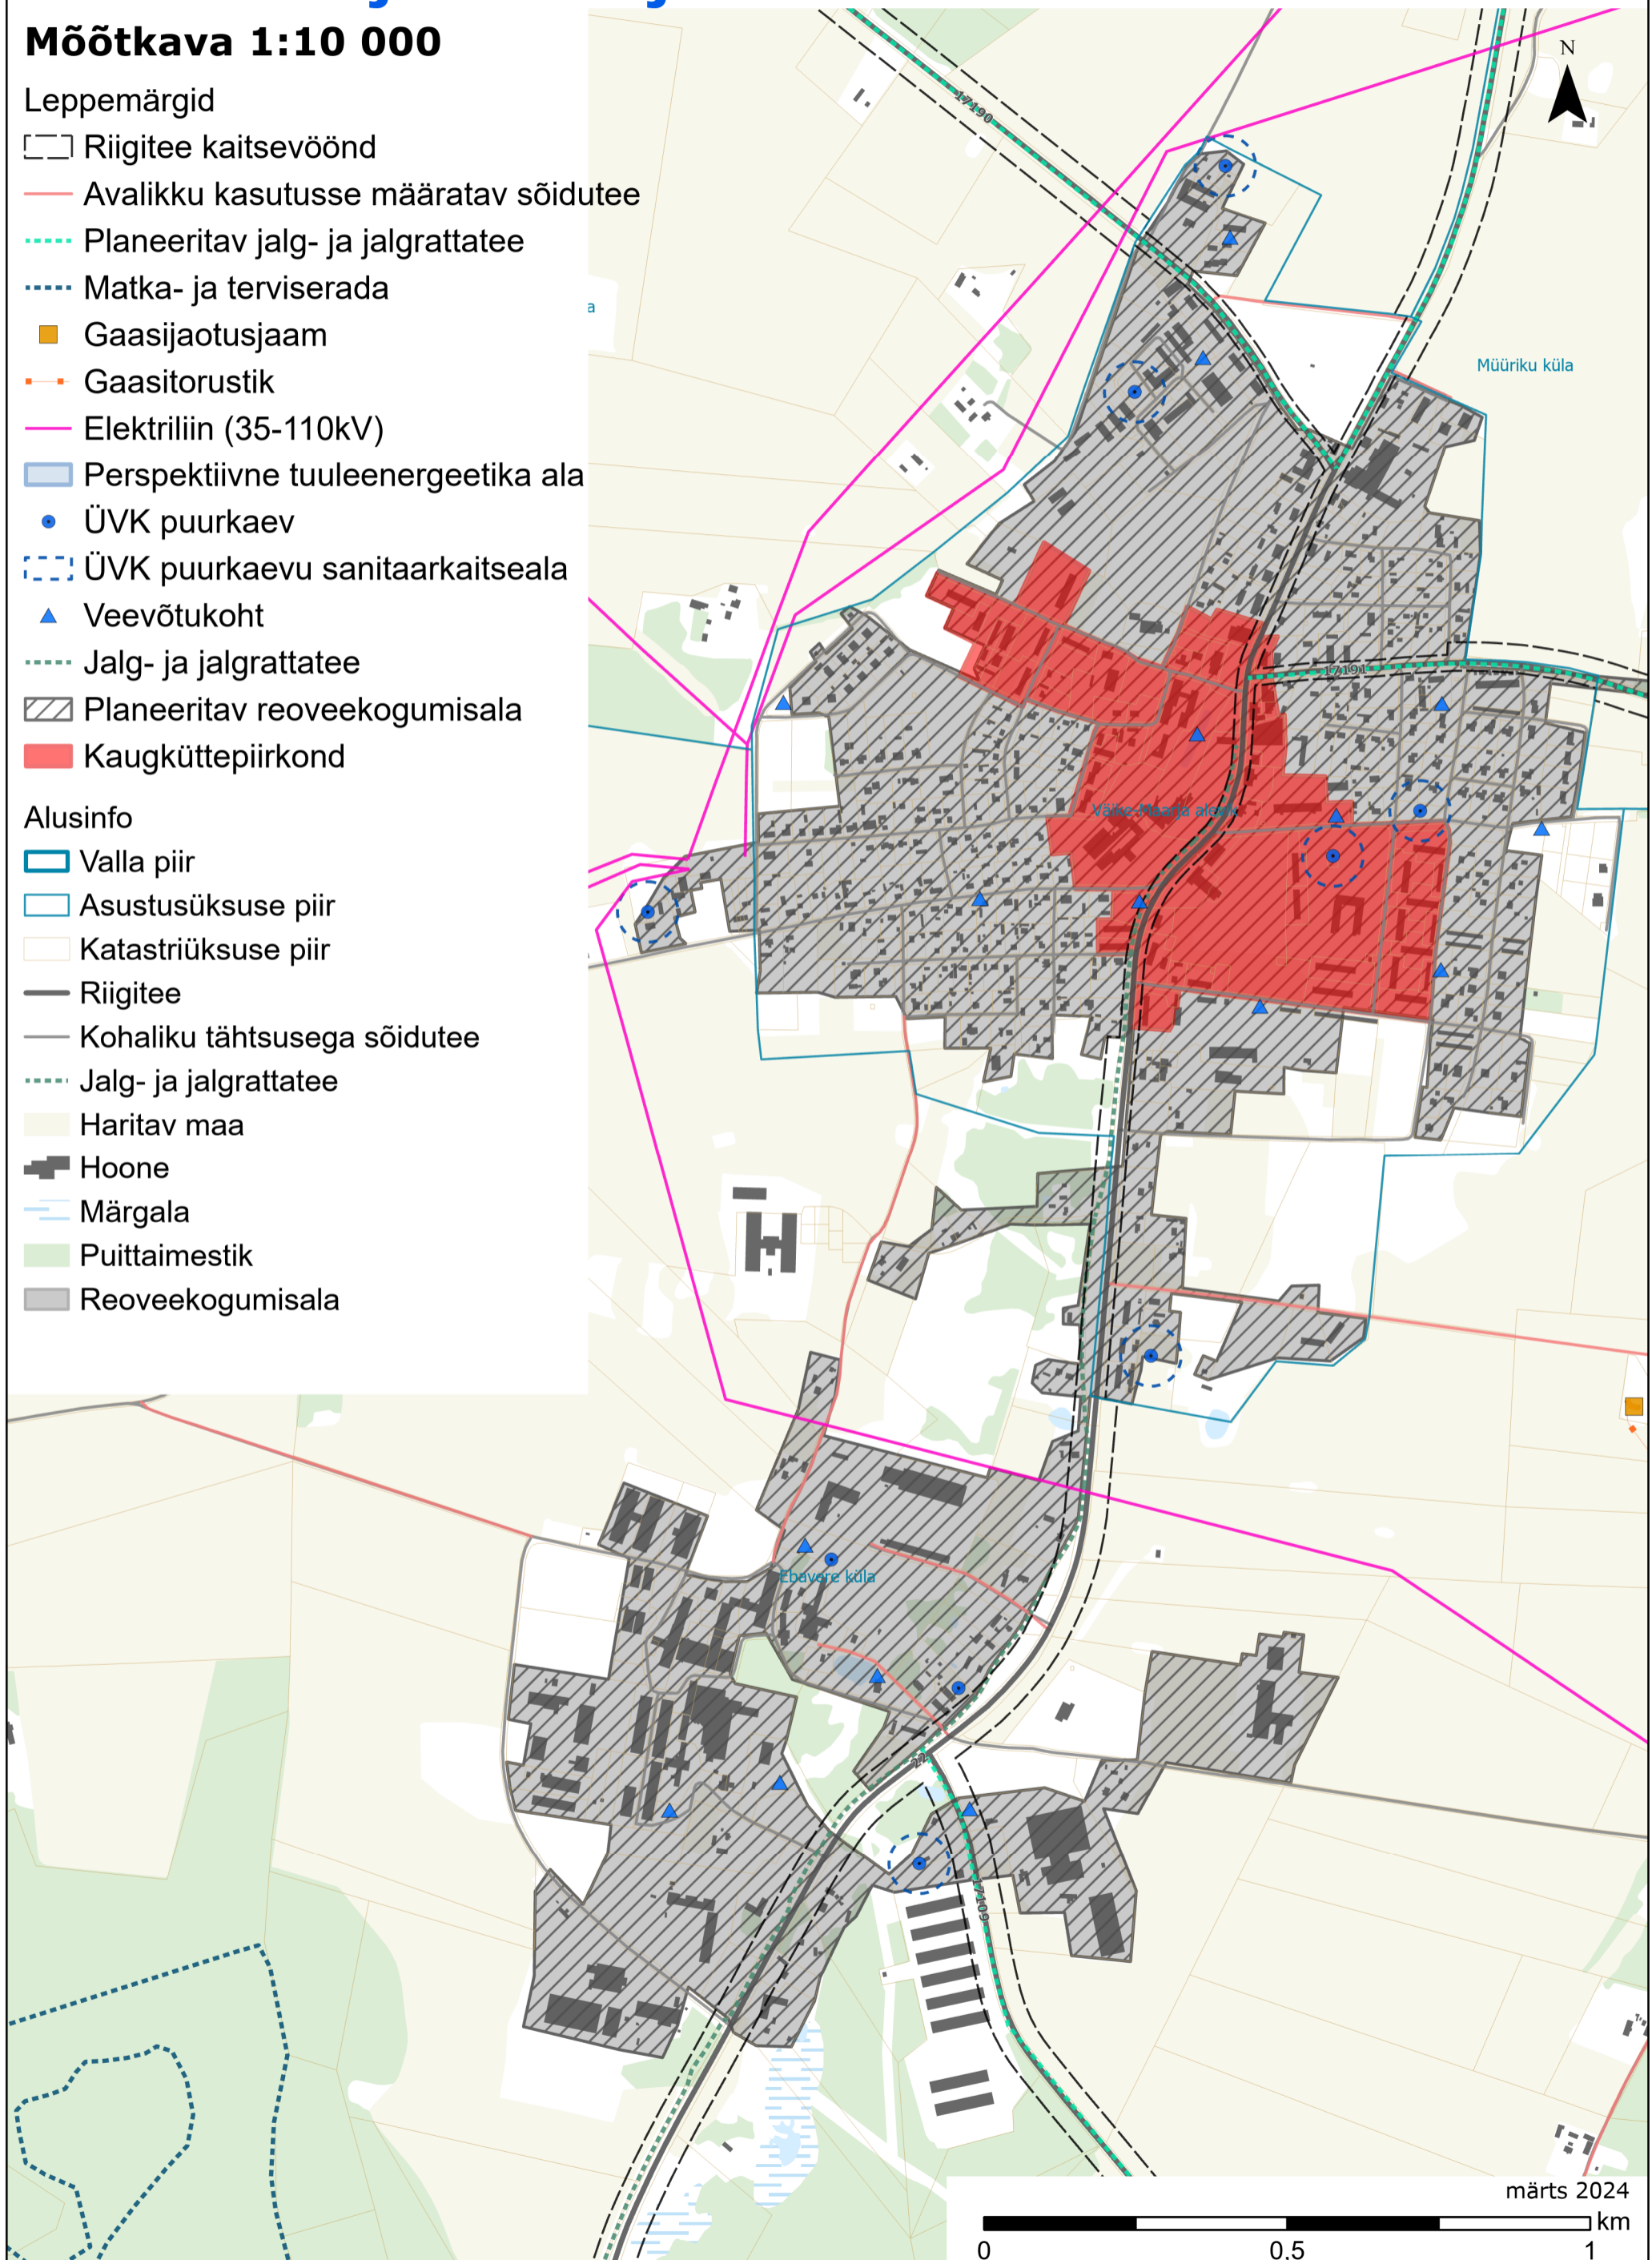 Mõõtkava 1:10 000
Leppemärgid
Riigitee kaitsevöönd
Avalikku kasutusse määratav sõidutee
Planeeritav jalg- ja jalgrattatee
Matka- ja terviserada
Gaasijaotusjaam
Gaasitorustik
Elektriliin (35-110kV)
Perspektiivne tuuleenergeetika ala
ÜVK puurkaev
ÜVK puurkaevu sanitaarkaitseala
Veevõtukoht
Jalg- ja jalgrattatee
Planeeritav reoveekogumisala
Kaugküttepiirkond
Alusinfo
Valla piir
Asustusüksuse piir
Katastriüksuse piir
Riigitee
Kohaliku tähtsusega sõidutee
Jalg- ja jalgrattatee
Haritav maa
Hoone
Märgala
Puittaimestik
Reoveekogumisala
N
17190
a
Müüriku küla
17191
Väike-Maarja alevik
Ebavere küla
22
17109
märts 2024
km
0 0.5 1